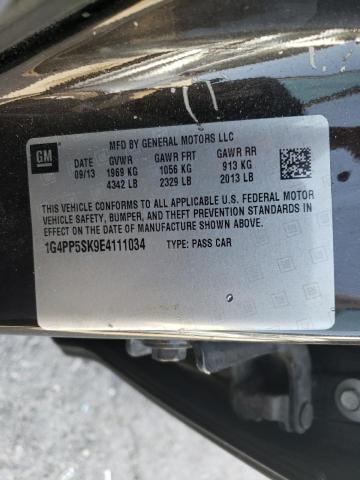 MFD BY GENERAL MOTORS LLC
GM
DATE GVWR GAWR FRT GAWR RR
09/13 1969 KG 1056 KG 913 KG
4342 LB 2329 LB 2013 LB
THIS VEHICLE CONFORMS TO ALL APPLICABLE U.S. FEDERAL MOTOR
VEHICLE SAFETY, BUMPER, AND THEFT PREVENTION STANDARDS IN
EFFECT ON THE DATE OF MANUFACTURE SHOWN ABOVE.
1G4PP5SK9E4111034 TYPE: PASS CAR